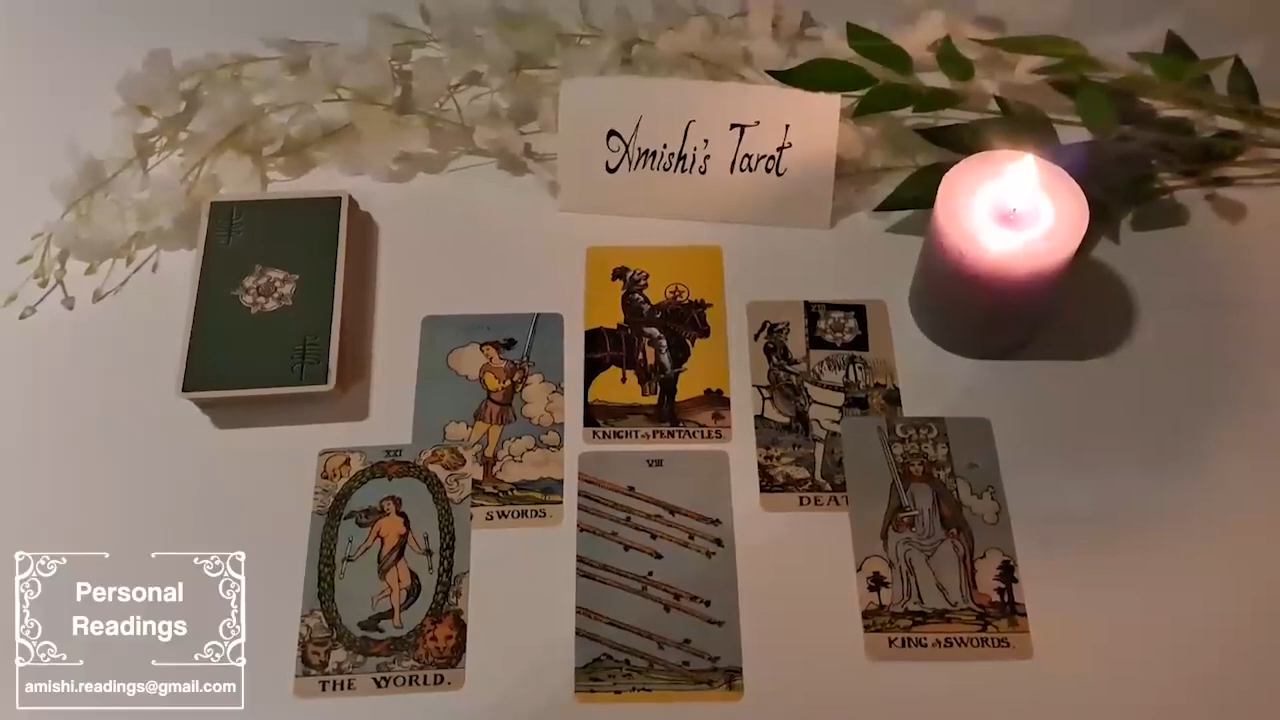 Amishi's Tarot
KNIGHT of PENTACLES.
XIII
DEAT
SWORDS.
XXI
THE WORLD.
VIII
KING of SWORDS.
Personal
Readings
amishi.readings@gmail.com